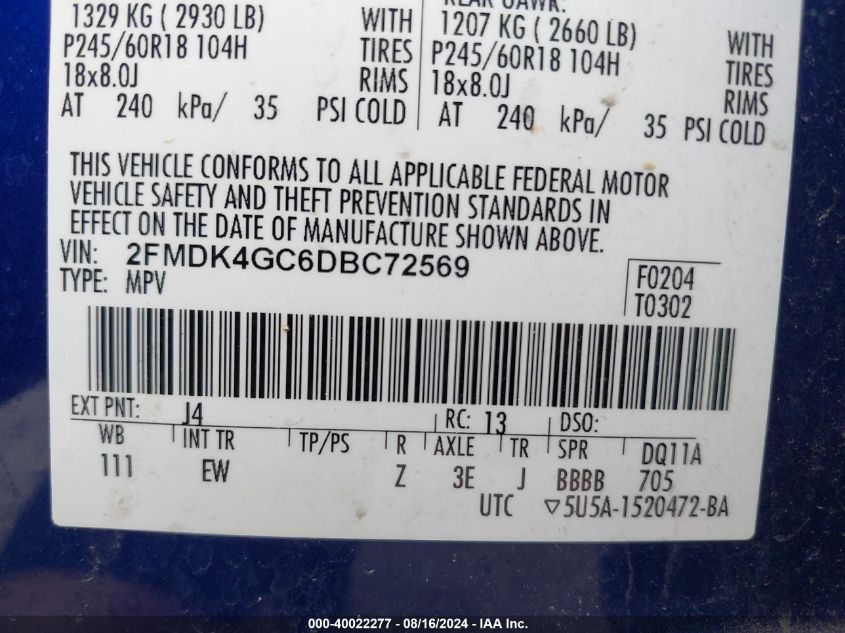 1329 KG ( 2930 LB) WITH
P245/60R18 104H TIRES
18x8.0J RIMS
AT 240 kPa/ 35 PSI COLD
REAR GAWR:
1207 KG ( 2660 LB) WITH
P245/60R18 104H TIRES
18x8.0J RIMS
AT 240 kPa/ 35 PSI COLD
THIS VEHICLE CONFORMS TO ALL APPLICABLE FEDERAL MOTOR
VEHICLE SAFETY AND THEFT PREVENTION STANDARDS IN
EFFECT ON THE DATE OF MANUFACTURE SHOWN ABOVE.
VIN: 2FMDK4GC6DBC72569
TYPE: MPV
F0204
T0302
EXT PNT: J4 RC: 13 DSO:
WB INT TR TP/PS R AXLE TR SPR DQ11A
111 EW Z 3E J BBBB 705
UTC ▽5U5A-1520472-BA
000-40022277 - 08/16/2024 - IAA Inc.